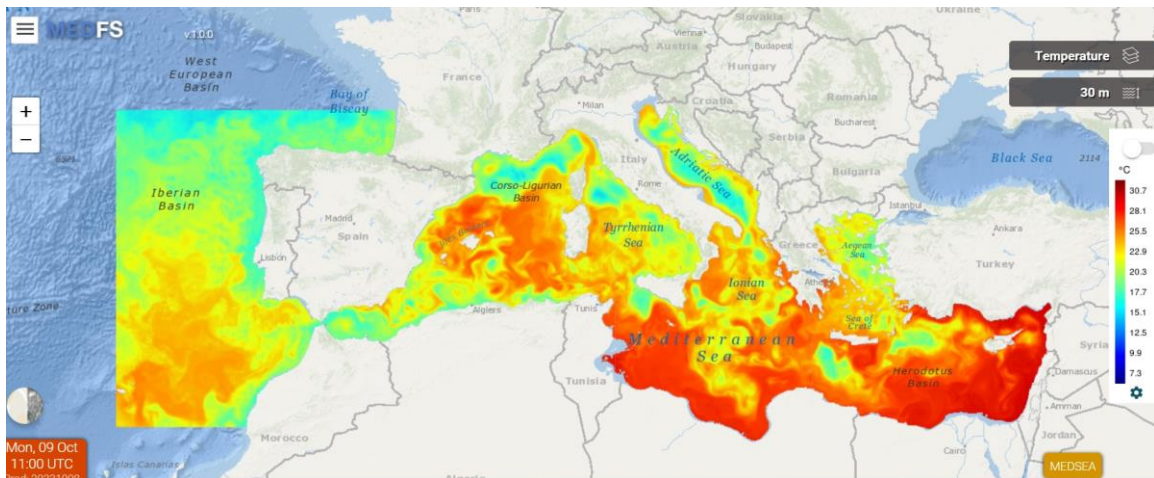 MEDFS
v.1.0.0
Temperature
30 m
+
−
°C
30.7
28.1
25.5
22.9
20.3
17.7
15.1
12.5
9.9
7.3
West
European
Basin
Bay of
Biscay
Iberian
Basin
Paris
France
Vienna
Slovakia
Ukraine
Austria
Budapest
Hungary
Romania
Milan
Croatia
Bucharest
Serbia
Black Sea
2114
Italy
Adriatic Sea
Bulgaria
Corso-Ligurian
Basin
Rome
Istanbul
Madrid
Spain
Tyrrhenian
Sea
Ankara
Greece
Aegean
Sea
Turkey
Lisbon
Ionian
Sea
Athens
Algiers
Tunis
Sea of
Crete
Mediterranean
Sea
Syria
Herodotus
Basin
Tunisia
Damascus
Amman
Morocco
Cairo
Jordan
Islas Canarias
Algeria
Mon, 09 Oct
11:00 UTC
MEDSEA